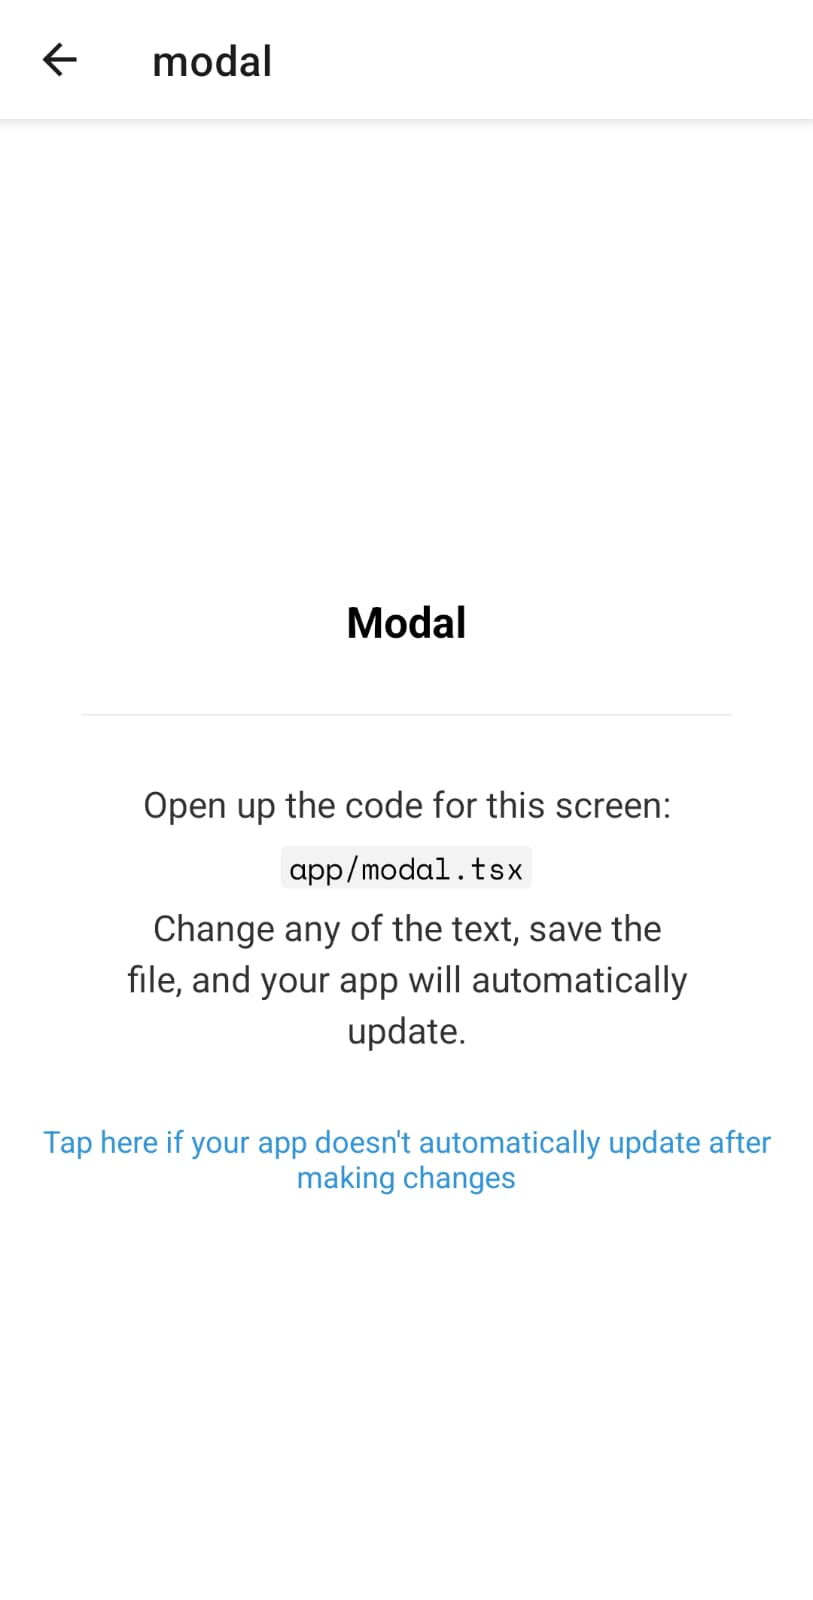 modal
Modal
Open up the code for this screen:
app/modal.tsx
Change any of the text, save the
file, and your app will automatically
update.
Tap here if your app doesn't automatically update after
making changes